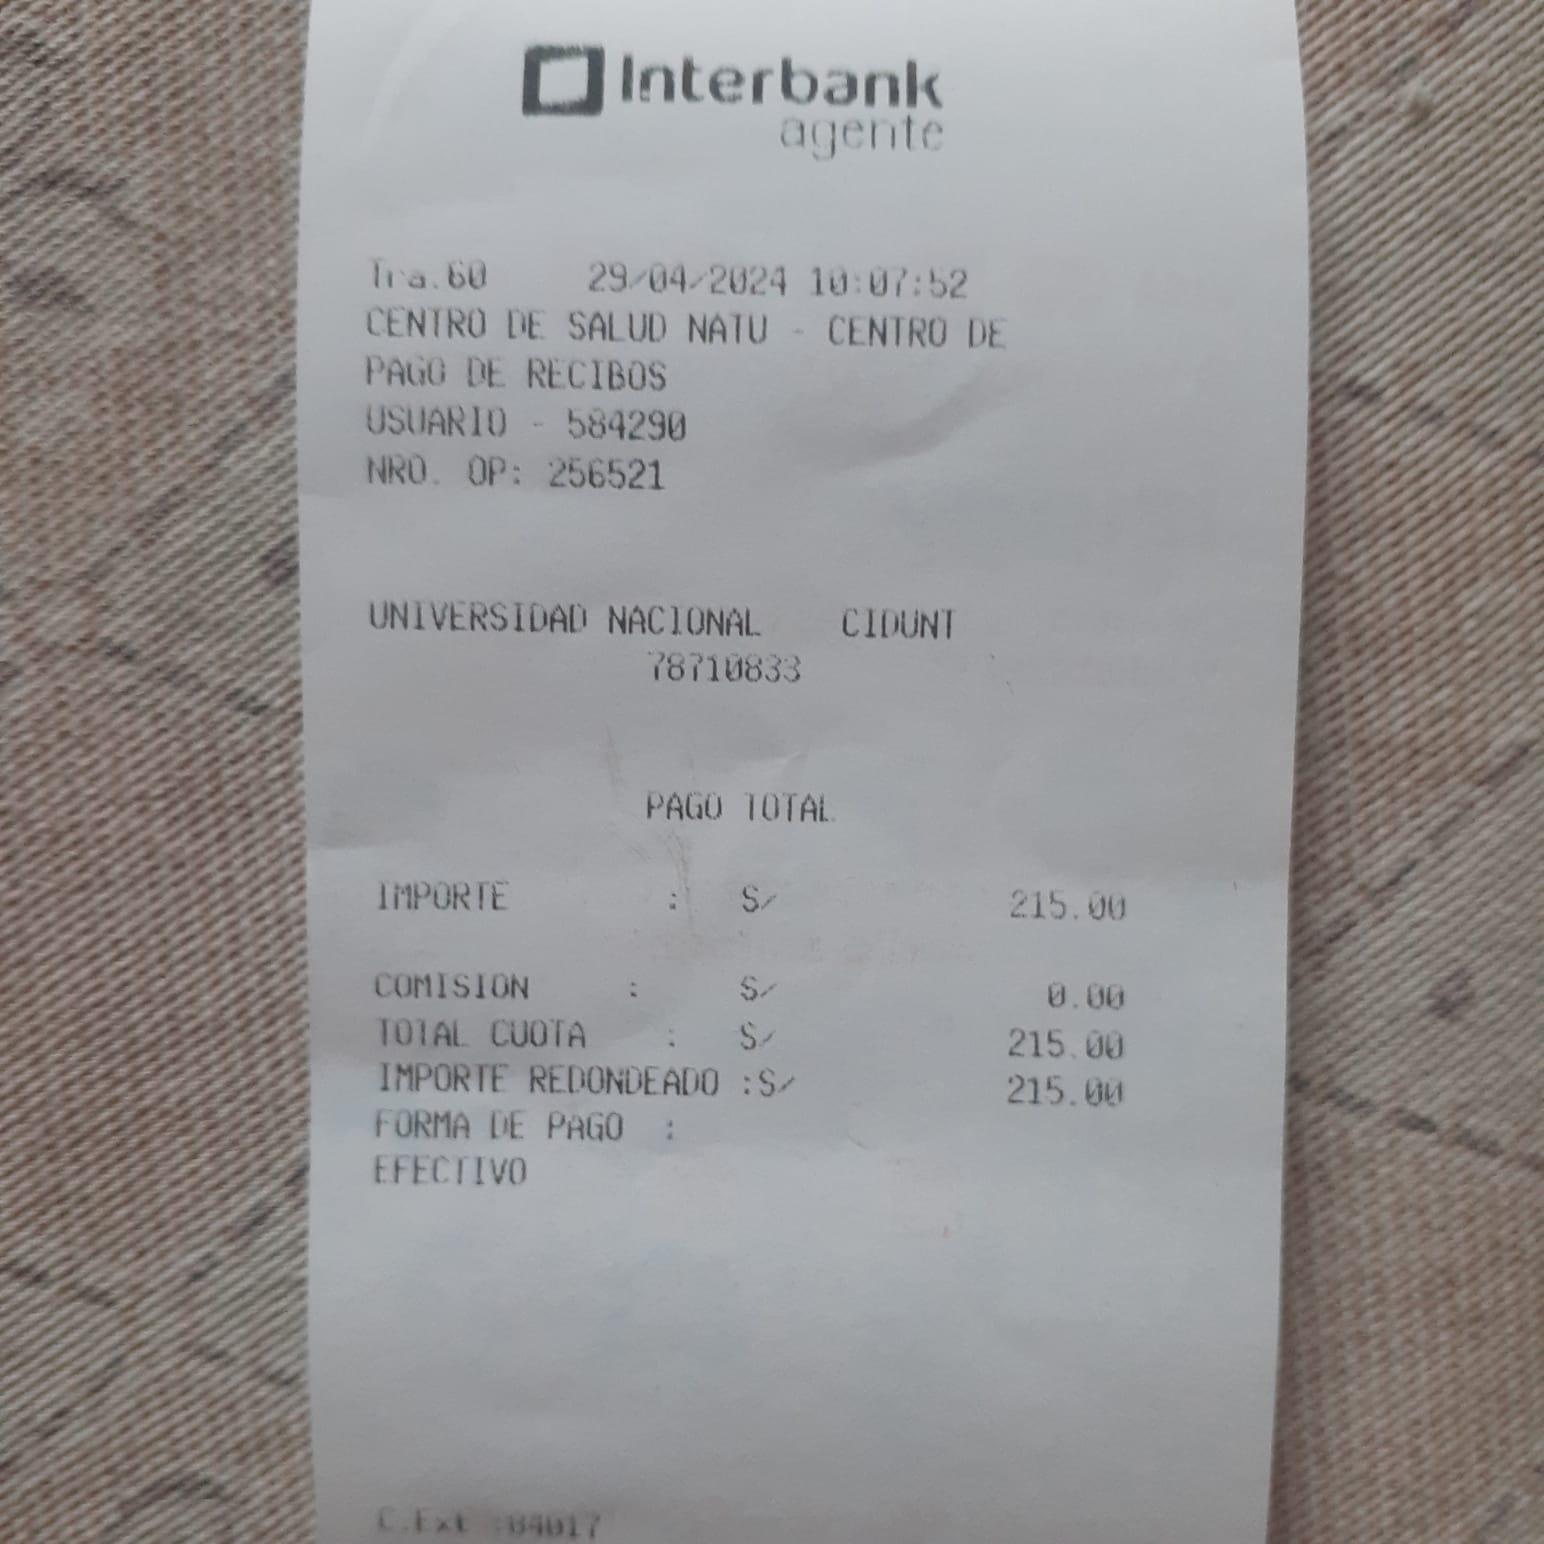 Interbank
agente
Tra.60 29/04/2024 10:07:52
CENTRO DE SALUD NATU - CENTRO DE
PAGO DE RECIBOS
USUARIO - 584290
NRO. OP: 256521
UNIVERSIDAD NACIONAL CIDUNT
78710833
PAGO TOTAL
IMPORTE : S/ 215.00
COMISION : S/ 0.00
TOTAL CUOTA : S/ 215.00
IMPORTE REDONDEADO :S/ 215.00
FORMA DE PAGO :
EFECTIVO
C.Ext :84017